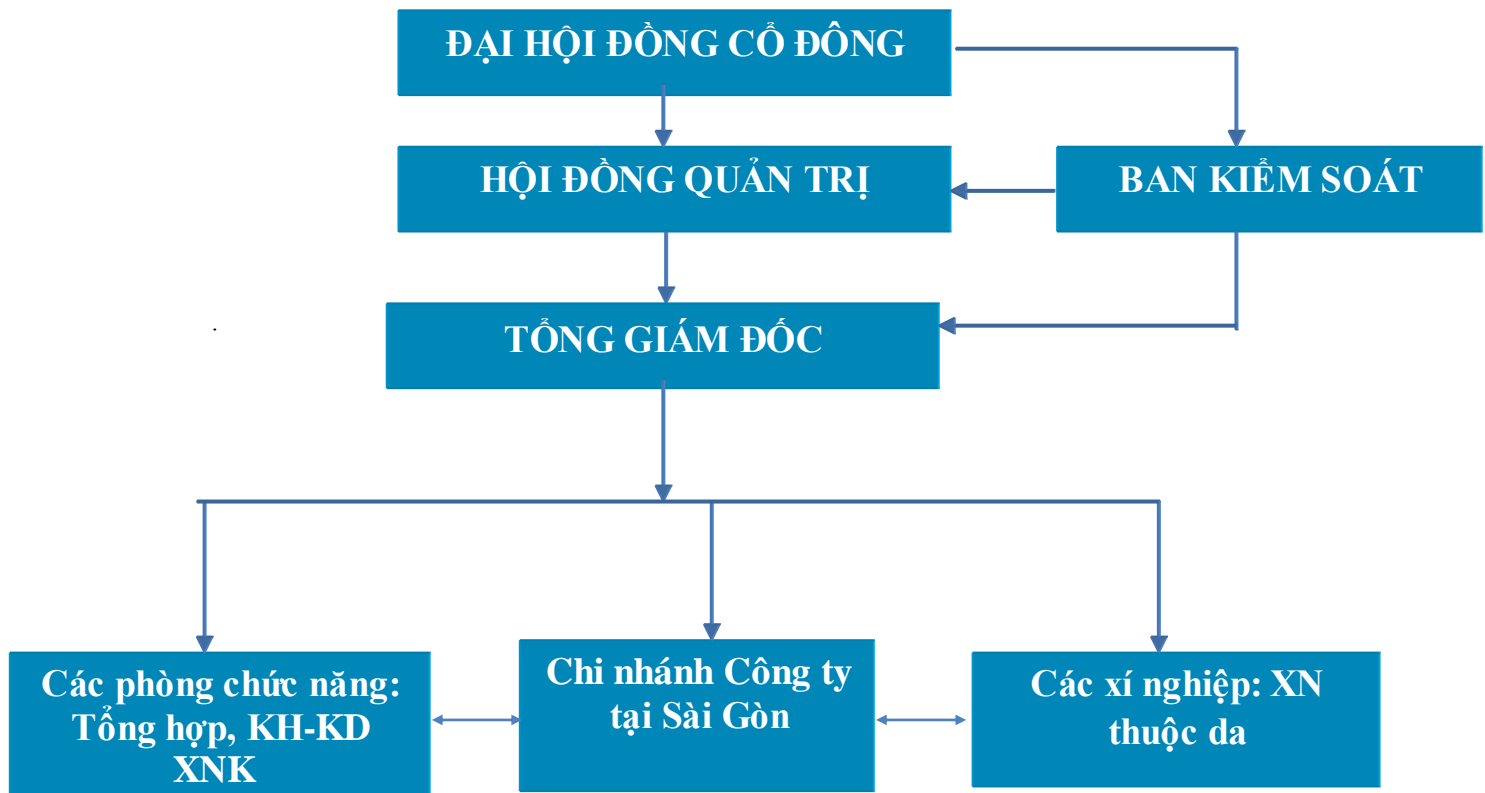 ĐẠI HỘI ĐỒNG CỔ ĐÔNG
HỘI ĐỒNG QUẢN TRỊ
BAN KIỂM SOÁT
TỔNG GIÁM ĐỐC
Các phòng chức năng:
Tổng hợp, KH-KD
XNK
Chi nhánh Công ty
tại Sài Gòn
Các xí nghiệp: XN
thuộc da